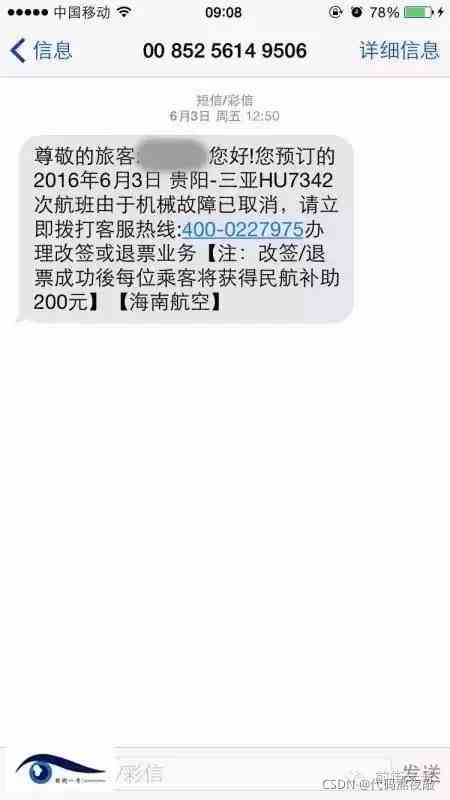 中国移动 09:08 78%
信息 00 852 5614 9506 详细信息
短信/彩信
6月3日 周五 12:50
尊敬的旅客 您好!您预订的
2016年6月3日 贵阳-三亚HU7342
次航班由于机械故障已取消，请立
即拨打客服热线:400-0227975办
理改签或退票业务【注：改签/退
票成功後每位乘客将获得民航补助
200元】【海南航空】
/彩信 发送
CSDN @代码熬夜敲